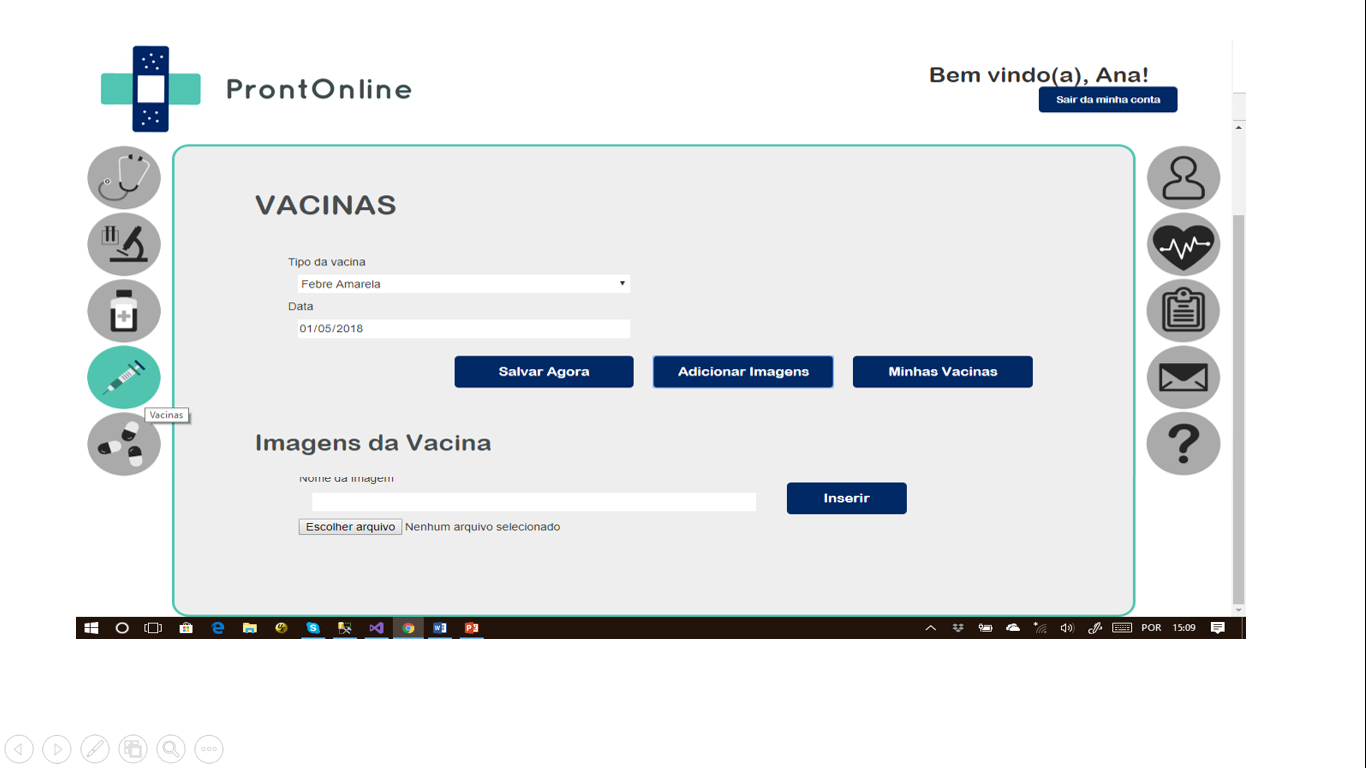 ProntOnline
Bem vindo(a), Ana!
Sair da minha conta
VACINAS
Tipo da vacina
Febre Amarela
Data
01/05/2018
Salvar Agora
Adicionar Imagens
Minhas Vacinas
Vacinas
Imagens da Vacina
Nome da Imagem
Inserir
Escolher arquivo Nenhum arquivo selecionado
POR 15:09